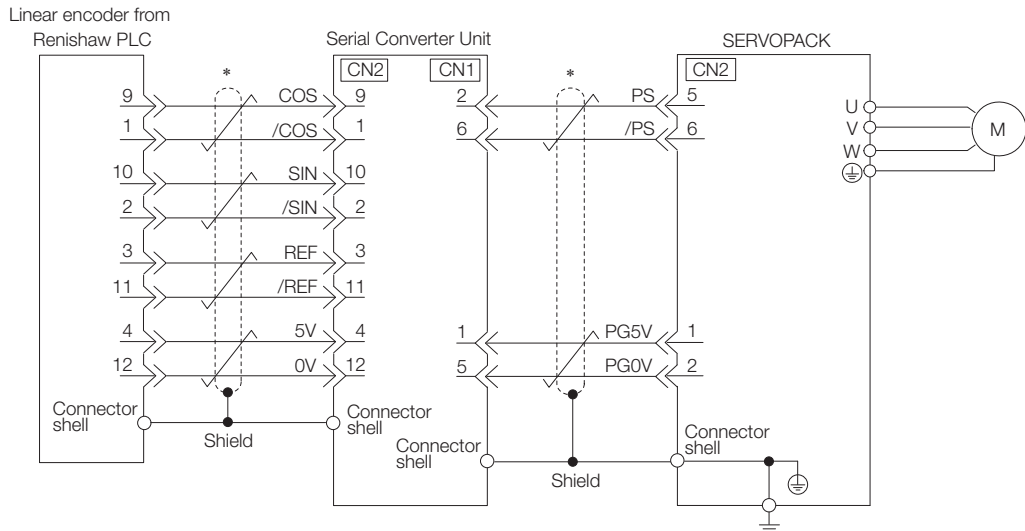 Linear encoder from
Renishaw PLC
Serial Converter Unit
SERVOPACK
CN2
CN1
CN2
*
*
9 COS 9
2 PS 5
1 /COS 1
6 /PS 6
U
V
W
M
10 SIN 10
2 /SIN 2
3 REF 3
11 /REF 11
4 5V 4
1 PG5V 1
12 0V 12
5 PG0V 2
Connector
shell
Shield
Connector
shell
Connector
shell
Shield
Connector
shell